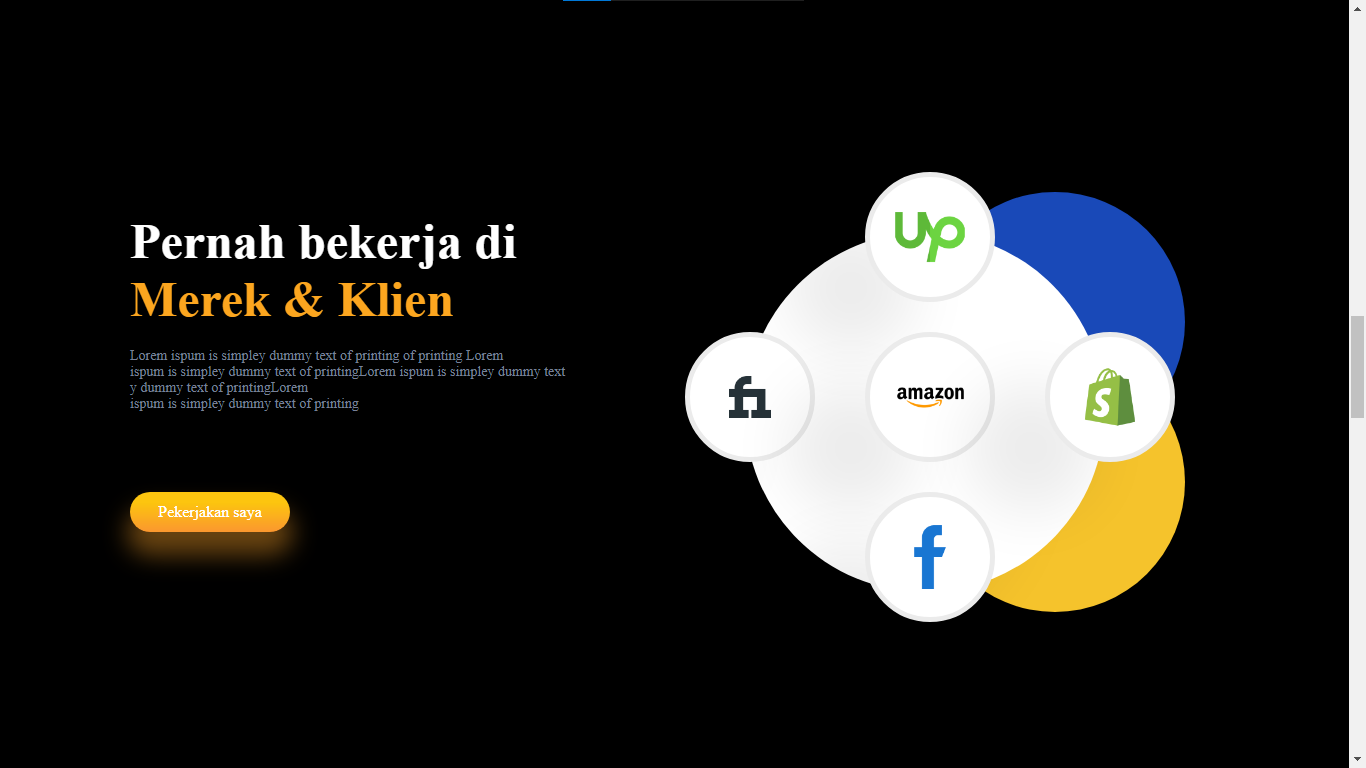 Pernah bekerja di
Merek & Klien
Lorem ispum is simpley dummy text of printing of printing Lorem
ispum is simpley dummy text of printingLorem ispum is simpley dummy text
y dummy text of printingLorem
ispum is simpley dummy text of printing
Pekerjakan saya
Up
fi
amazon
S
f